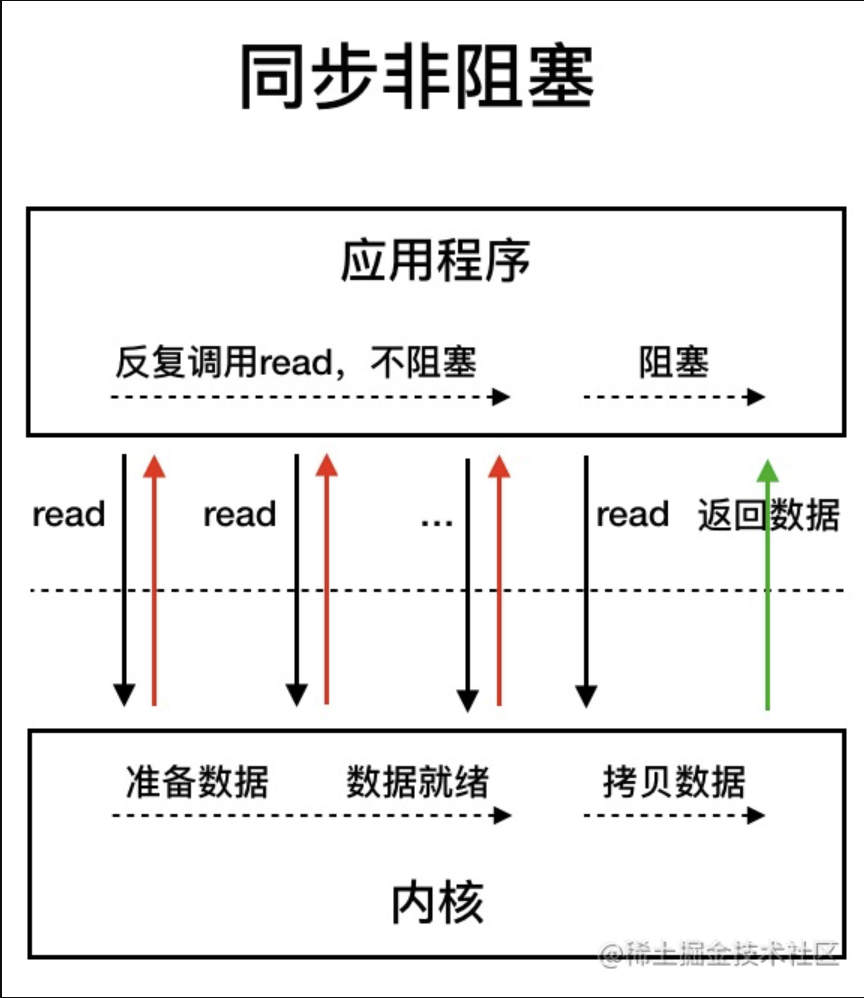 同步非阻塞
应用程序
反复调用read，不阻塞
阻塞
read
read
...
read
返回数据
准备数据
数据就绪
拷贝数据
内核
@稀土掘金技术社区